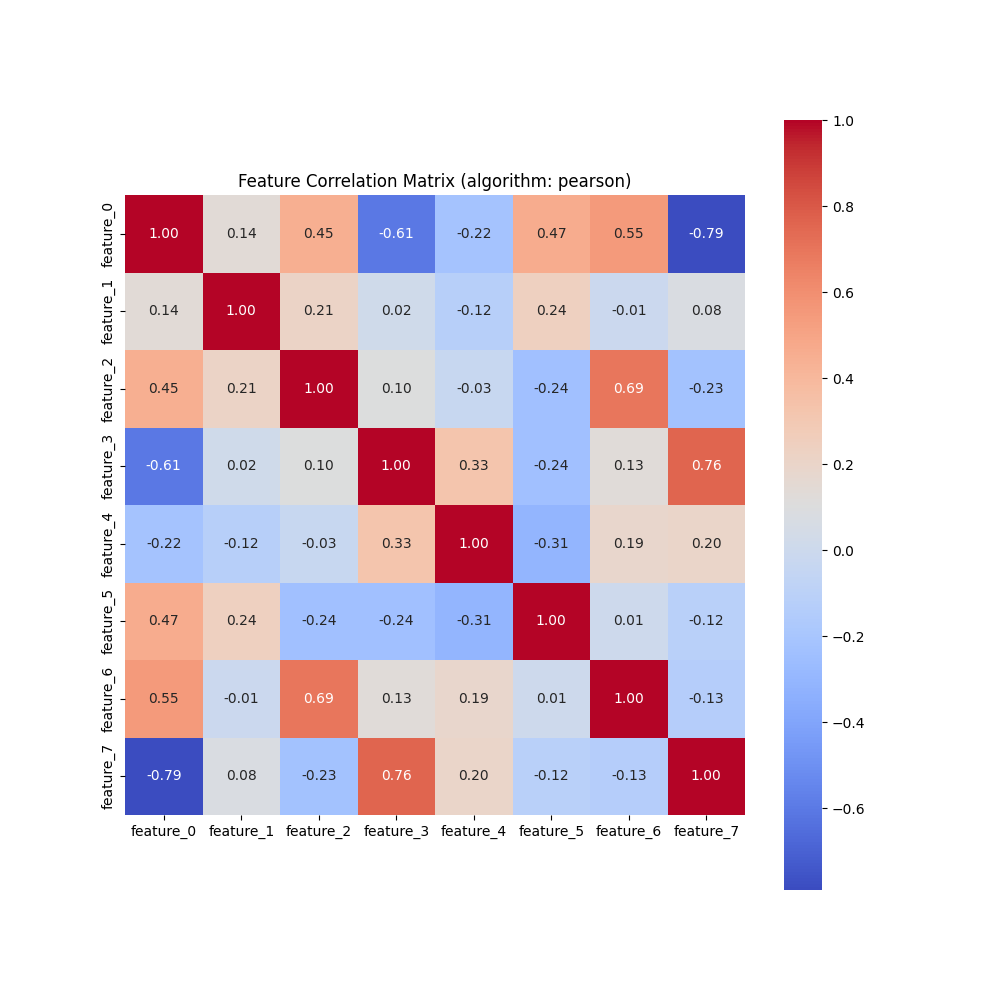 Feature Correlation Matrix (algorithm: pearson)
feature_0 1.00 0.14 0.45 -0.61 -0.22 0.47 0.55 -0.79
feature_1 0.14 1.00 0.21 0.02 -0.12 0.24 -0.01 0.08
feature_2 0.45 0.21 1.00 0.10 -0.03 -0.24 0.69 -0.23
feature_3 -0.61 0.02 0.10 1.00 0.33 -0.24 0.13 0.76
feature_4 -0.22 -0.12 -0.03 0.33 1.00 -0.31 0.19 0.20
feature_5 0.47 0.24 -0.24 -0.24 -0.31 1.00 0.01 -0.12
feature_6 0.55 -0.01 0.69 0.13 0.19 0.01 1.00 -0.13
feature_7 -0.79 0.08 -0.23 0.76 0.20 -0.12 -0.13 1.00
feature_0 feature_1 feature_2 feature_3 feature_4 feature_5 feature_6 feature_7
1.0
0.8
0.6
0.4
0.2
0.0
−0.2
−0.4
−0.6